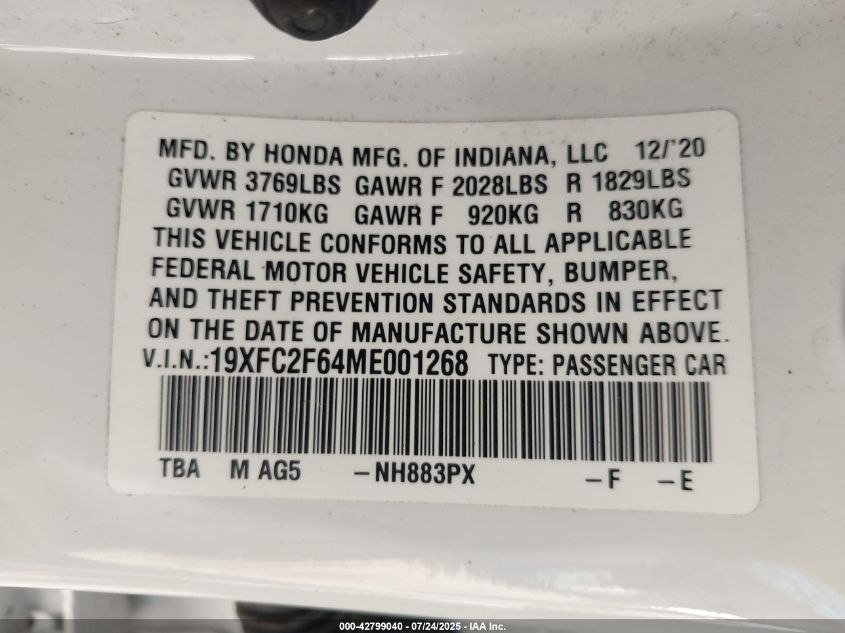 MFD. BY HONDA MFG. OF INDIANA, LLC 12/'20
GVWR 3769LBS GAWR F 2028LBS R 1829LBS
GVWR 1710KG GAWR F 920KG R 830KG
THIS VEHICLE CONFORMS TO ALL APPLICABLE
FEDERAL MOTOR VEHICLE SAFETY, BUMPER,
AND THEFT PREVENTION STANDARDS IN EFFECT
ON THE DATE OF MANUFACTURE SHOWN ABOVE.
V.I.N.:19XFC2F64ME001268 TYPE: PASSENGER CAR
TBA M AG5 -NH883PX -F -E
000-42799040 - 07/24/2025 - IAA Inc.